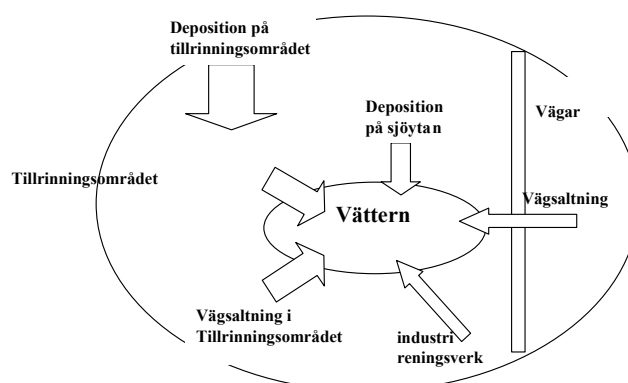 Deposition på
tillrinningsområdet
Deposition
på sjöytan
Vägar
Tillrinningsområdet
Vägsaltning
Vättern
Vägsaltning i
Tillrinningsområdet
industri
reningsverk